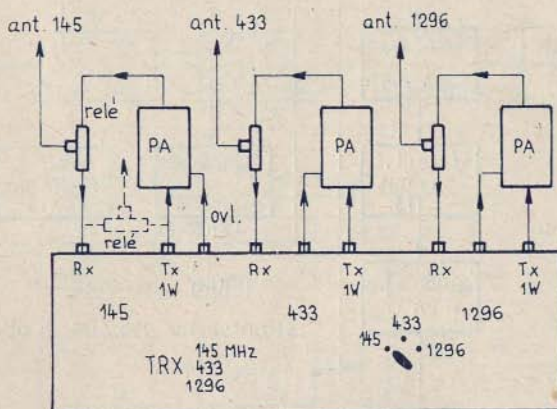 ant. 145
ant. 433
ant. 1296
relé
PA
PA
PA
ovl.
relé
Rx
Tx
1W
Rx
Tx
1W
Rx
Tx
1W
145
433
1296
TRX
145 MHz
433
1296
145
433
1296